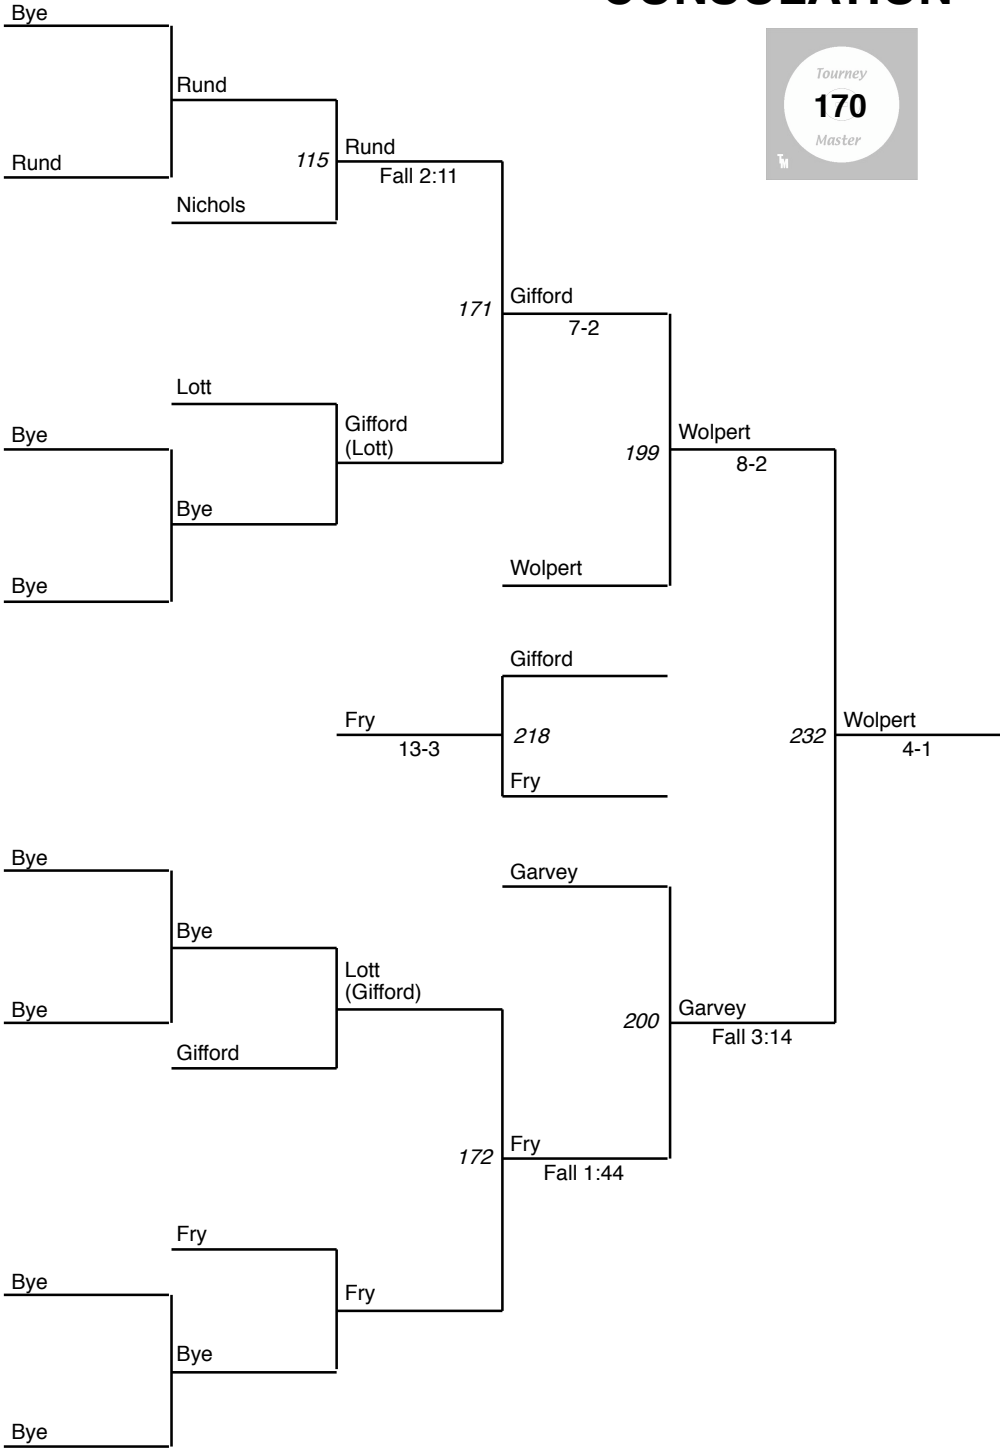 CONSOLATION
Bye
Tourney
170
Master
TM
Rund
Rund
115
Rund
Fall 2:11
Nichols
171
Gifford
7-2
Lott
Bye
Gifford
(Lott)
199
Wolpert
8-2
Bye
Bye
Wolpert
Gifford
Fry
13-3
218
232
Wolpert
4-1
Fry
Bye
Garvey
Bye
Lott
(Gifford)
Bye
200
Garvey
Fall 3:14
Gifford
172
Fry
Fall 1:44
Fry
Bye
Fry
Bye
Bye